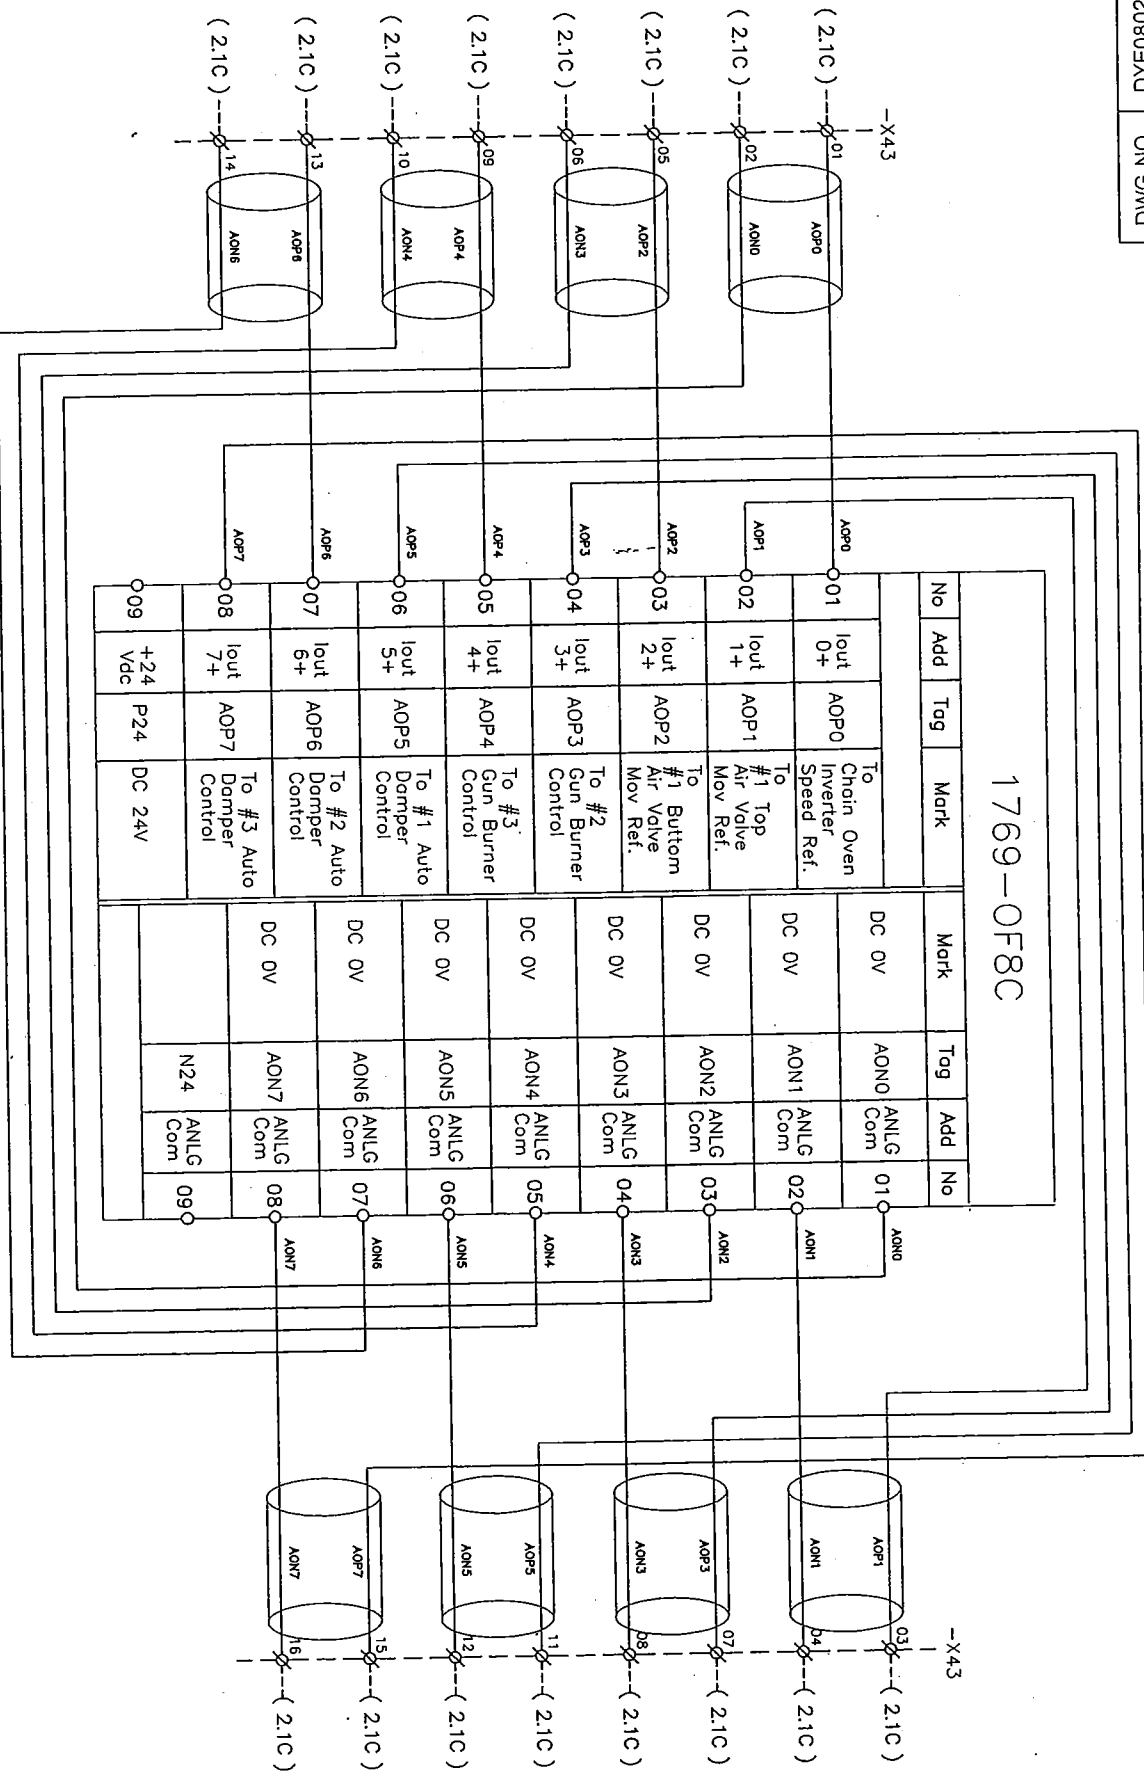 DWG NO
-X43
( 2.1C )
01
AOP0
( 2.1C )
02
AON0
( 2.1C )
05
AOP2
( 2.1C )
06
AON3
( 2.1C )
09
AOP4
( 2.1C )
10
AON4
( 2.1C )
13
AOP6
( 2.1C )
14
AON6
AOP0
AOP1
AOP2
AOP3
AOP4
AOP5
AOP6
AOP7
1769-OF8C
No Add Tag Mark
Mark Tag Add No
01 Iout 0+ AOP0 To Chain Oven Inverter Speed Ref.
DC 0V AON0 ANLG Com 01
02 Iout 1+ AOP1 To #1 Top Air Valve Mov Ref.
DC 0V AON1 ANLG Com 02
03 Iout 2+ AOP2 To #1 Buttom Air Valve Mov Ref.
DC 0V AON2 ANLG Com 03
04 Iout 3+ AOP3 To #2 Gun Burner Control
DC 0V AON3 ANLG Com 04
05 Iout 4+ AOP4 To #3 Gun Burner Control
DC 0V AON4 ANLG Com 05
06 Iout 5+ AOP5 To #1 Auto Damper Control
DC 0V AON5 ANLG Com 06
07 Iout 6+ AOP6 To #2 Auto Damper Control
DC 0V AON6 ANLG Com 07
08 Iout 7+ AOP7 To #3 Auto Damper Control
DC 0V AON7 ANLG Com 08
09 +24 Vdc P24 DC 24V
N24 ANLG Com 09
AON0
AON1
AON2
AON3
AON4
AON5
AON6
AON7
-X43
AOP1
03
( 2.1C )
AON1
04
( 2.1C )
AOP3
07
( 2.1C )
AON3
08
( 2.1C )
AOP5
11
( 2.1C )
AON5
12
( 2.1C )
AOP7
15
( 2.1C )
AON7
16
( 2.1C )